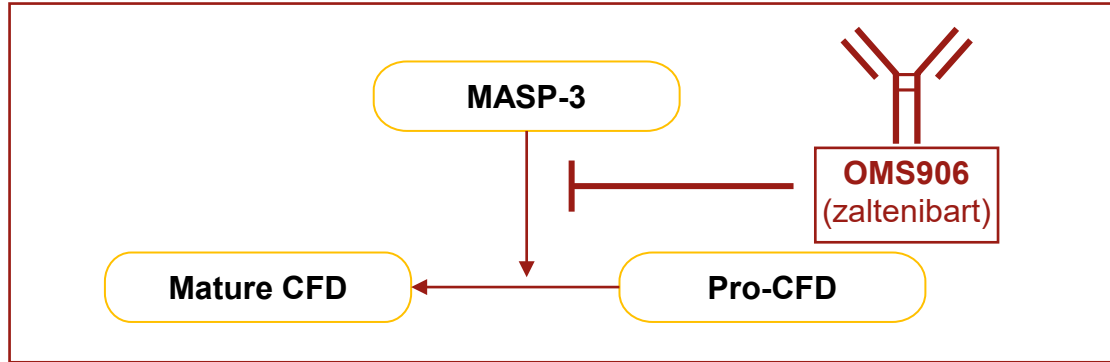 MASP-3
OMS906
(zaltenibart)
Mature CFD
Pro-CFD